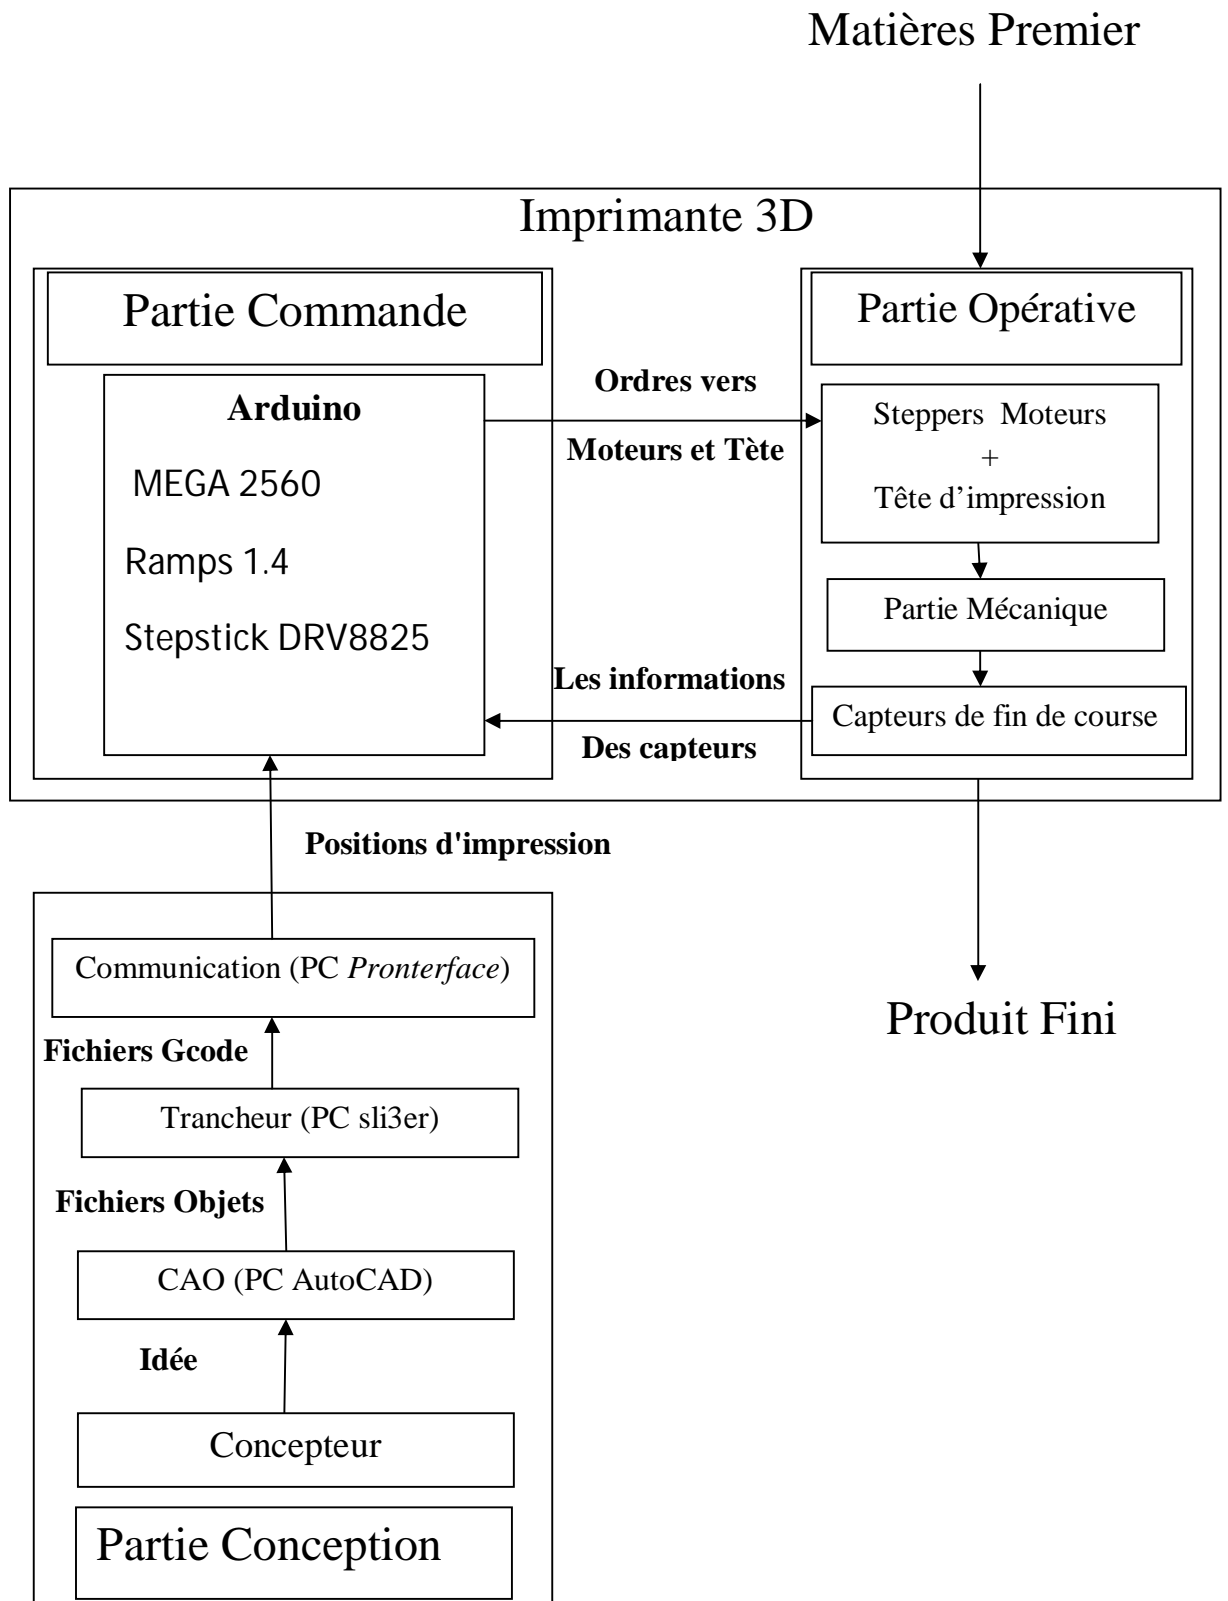 Matières Premier
Imprimante 3D
Partie Commande
Arduino
MEGA 2560
Ramps 1.4
Stepstick DRV8825
Ordres vers
Moteurs et Tète
Les informations
Des capteurs
Partie Opérative
Steppers Moteurs
+
Tête d’impression
Partie Mécanique
Capteurs de fin de course
Positions d'impression
Communication (PC Pronterface)
Fichiers Gcode
Trancheur (PC sli3er)
Fichiers Objets
CAO (PC AutoCAD)
Idée
Concepteur
Partie Conception
Produit Fini